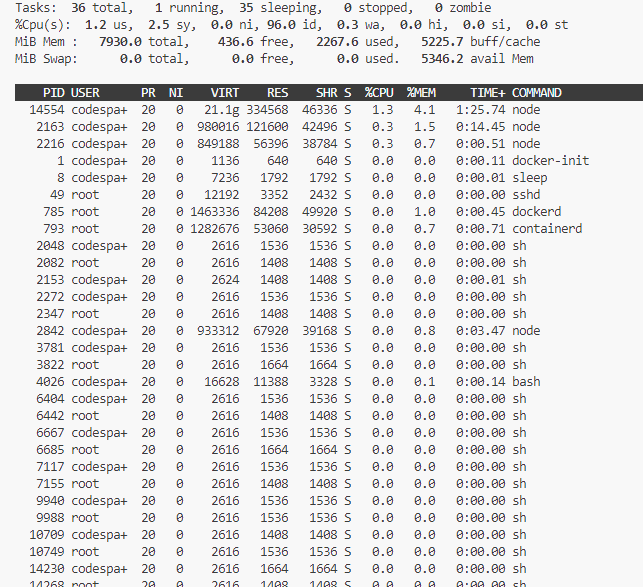 Tasks:  36 total,   1 running,  35 sleeping,   0 stopped,   0 zombie
%Cpu(s):  1.2 us,  2.5 sy,  0.0 ni, 96.0 id,  0.3 wa,  0.0 hi,  0.0 si,  0.0 st
MiB Mem :   7930.0 total,    436.6 free,   2267.6 used,   5225.7 buff/cache
MiB Swap:      0.0 total,      0.0 free,      0.0 used.   5346.2 avail Mem
PID USER      PR  NI    VIRT    RES    SHR S  %CPU  %MEM     TIME+ COMMAND
14554 codespa+  20   0   21.1g 334568  46336 S   1.3   4.1   1:25.74 node
2163 codespa+  20   0  980016 121600  42496 S   0.3   1.5   0:14.45 node
2216 codespa+  20   0  849188  56396  38784 S   0.3   0.7   0:00.51 node
1 codespa+  20   0    1136    640    640 S   0.0   0.0   0:00.11 docker-init
8 codespa+  20   0    7236   1792   1792 S   0.0   0.0   0:00.01 sleep
49 root      20   0   12192   3352   2432 S   0.0   0.0   0:00.00 sshd
785 root      20   0 1463336  84208  49920 S   0.0   1.0   0:00.45 dockerd
793 root      20   0 1282676  53060  30592 S   0.0   0.7   0:00.71 containerd
2048 codespa+  20   0    2616   1536   1536 S   0.0   0.0   0:00.00 sh
2082 root      20   0    2616   1408   1408 S   0.0   0.0   0:00.00 sh
2153 codespa+  20   0    2624   1408   1408 S   0.0   0.0   0:00.01 sh
2272 codespa+  20   0    2616   1536   1536 S   0.0   0.0   0:00.00 sh
2347 root      20   0    2616   1408   1408 S   0.0   0.0   0:00.00 sh
2842 codespa+  20   0  933312  67920  39168 S   0.0   0.8   0:03.47 node
3781 codespa+  20   0    2616   1536   1536 S   0.0   0.0   0:00.00 sh
3822 root      20   0    2616   1664   1664 S   0.0   0.0   0:00.00 sh
4026 codespa+  20   0   16628  11388   3328 S   0.0   0.1   0:00.14 bash
6404 codespa+  20   0    2616   1536   1536 S   0.0   0.0   0:00.00 sh
6442 root      20   0    2616   1408   1408 S   0.0   0.0   0:00.00 sh
6667 codespa+  20   0    2616   1536   1536 S   0.0   0.0   0:00.00 sh
6685 root      20   0    2616   1664   1664 S   0.0   0.0   0:00.00 sh
7117 codespa+  20   0    2616   1536   1536 S   0.0   0.0   0:00.00 sh
7155 root      20   0    2616   1408   1408 S   0.0   0.0   0:00.00 sh
9940 codespa+  20   0    2616   1536   1536 S   0.0   0.0   0:00.00 sh
9988 root      20   0    2616   1536   1536 S   0.0   0.0   0:00.00 sh
10709 codespa+  20   0    2616   1408   1408 S   0.0   0.0   0:00.00 sh
10749 root      20   0    2616   1536   1536 S   0.0   0.0   0:00.00 sh
14230 codespa+  20   0    2616   1664   1664 S   0.0   0.0   0:00.00 sh
14268 root      20   0    2616   1408   1408 S   0.0   0.0   0:00.00 sh